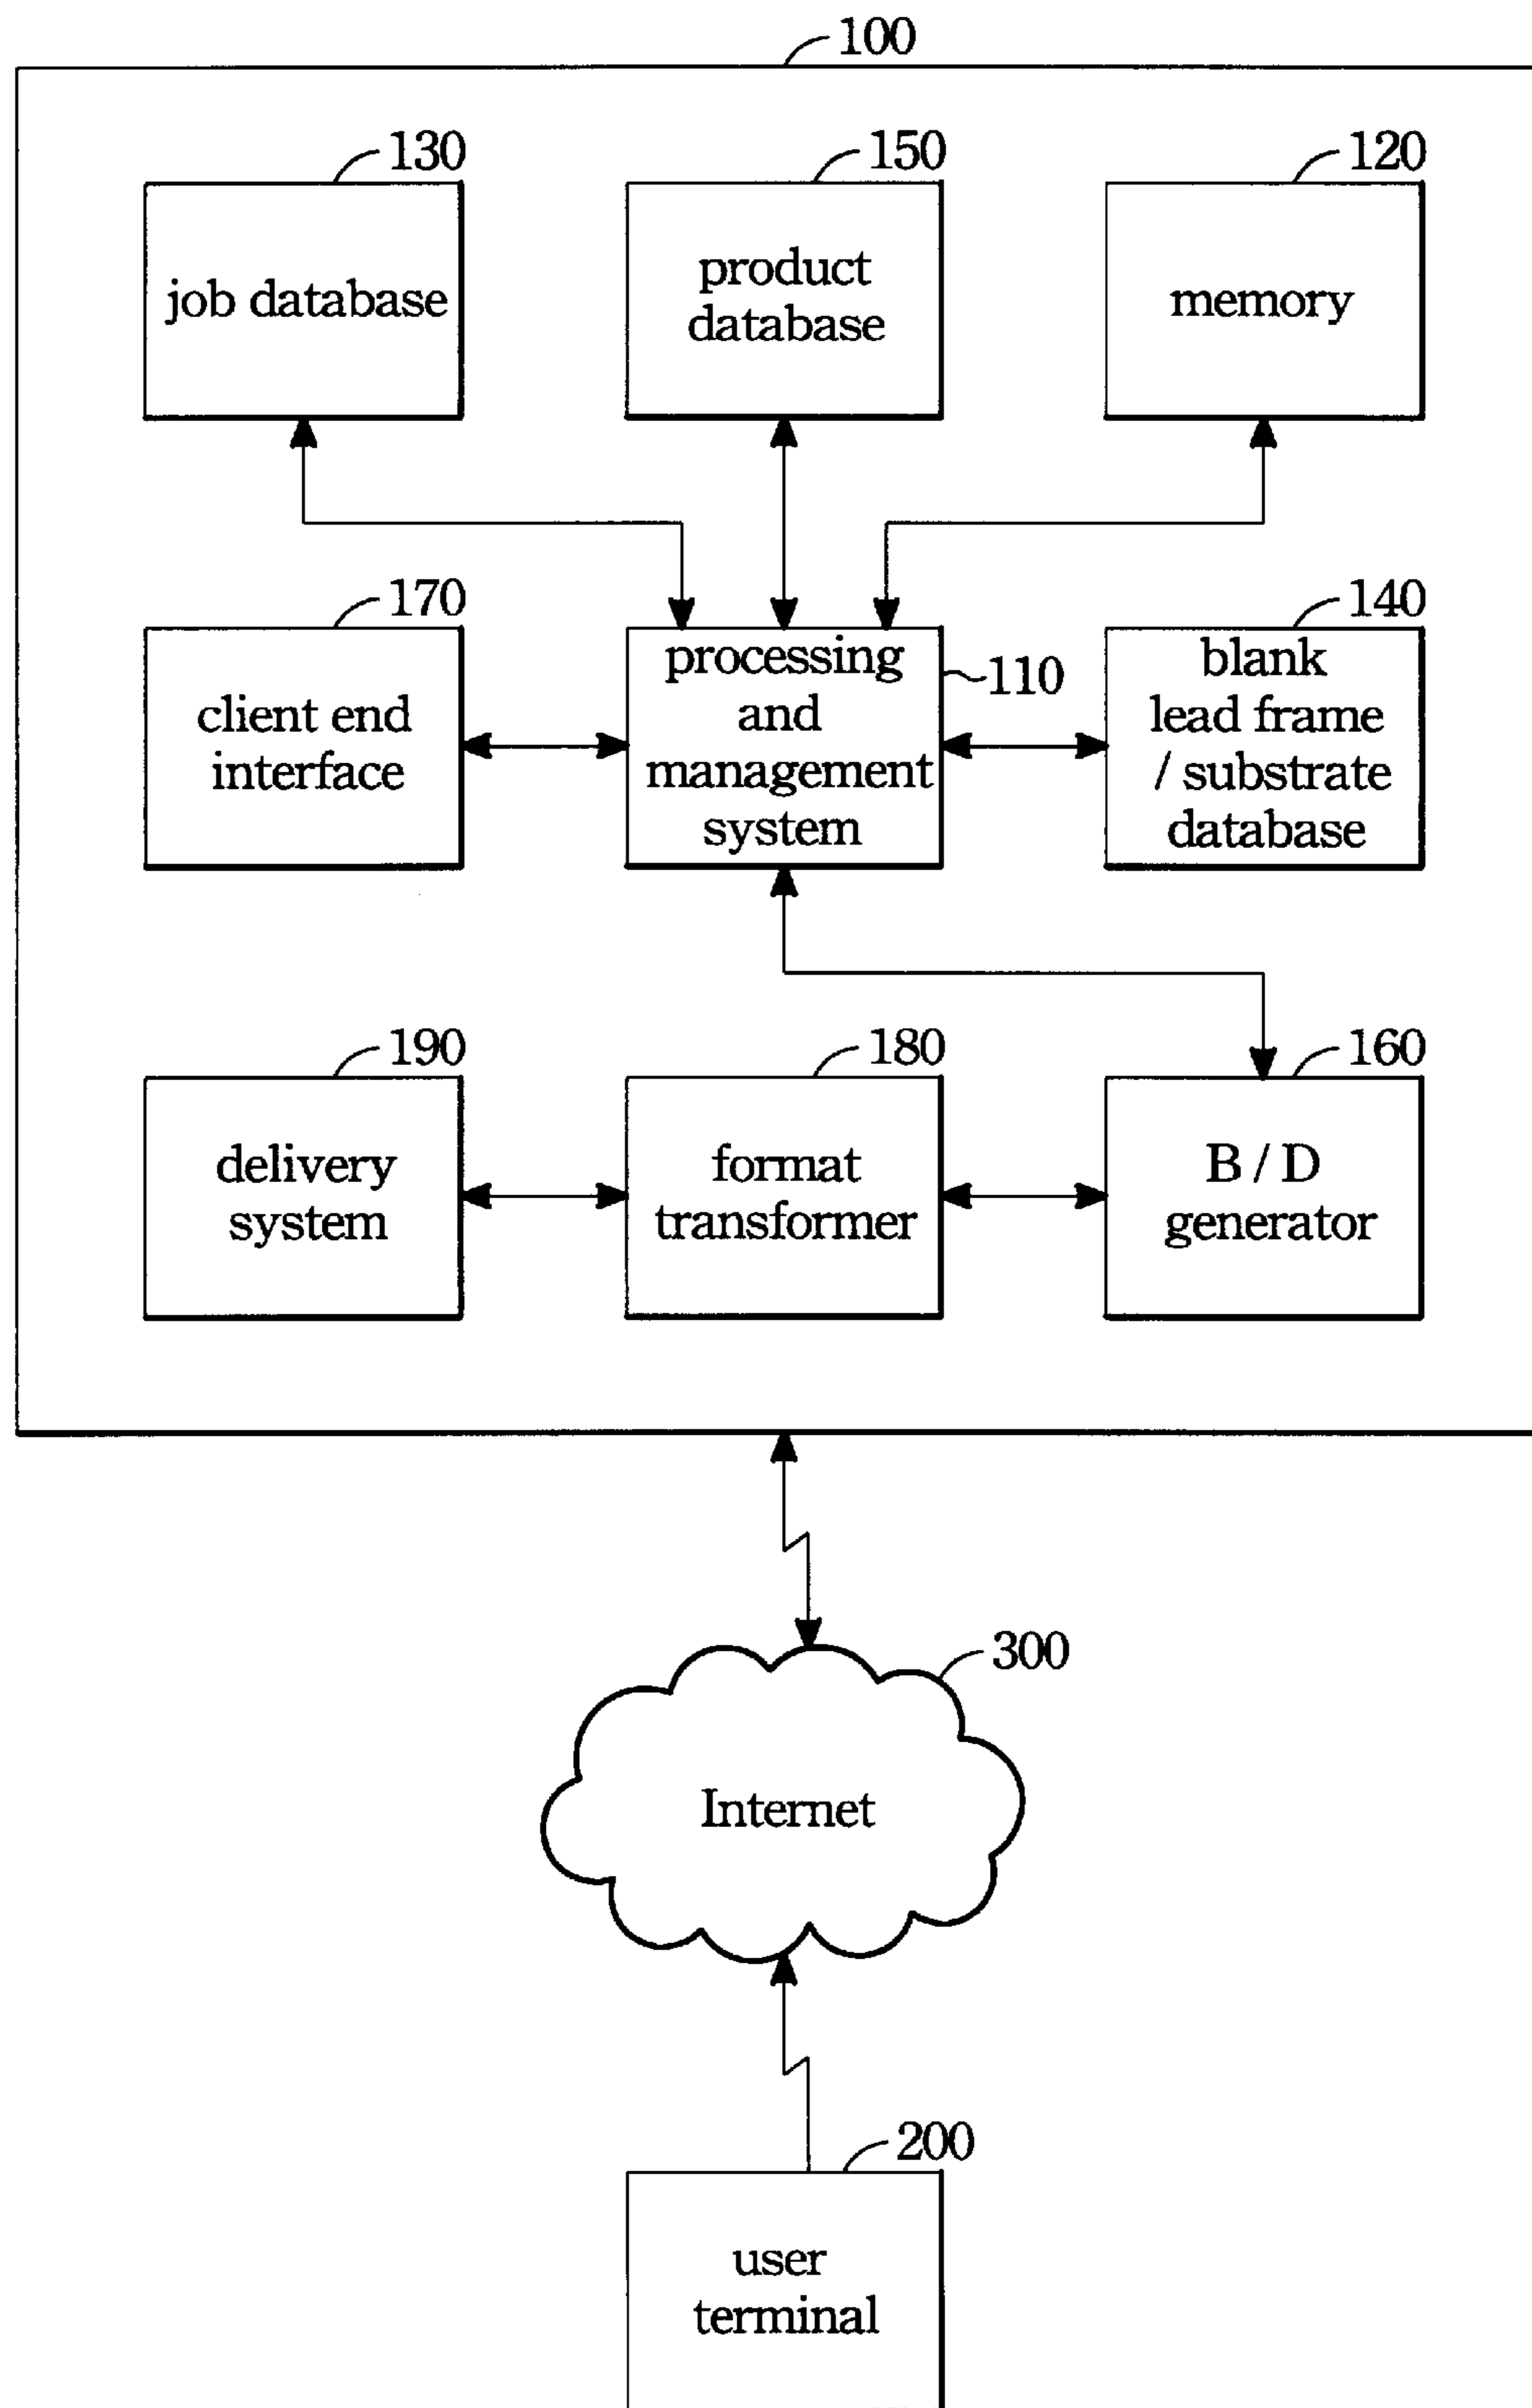 100
130
150
120
job database
product
database
memory
170
110
140
client end
interface
processing
and
management
system
blank
lead frame
/ substrate
database
190
180
160
delivery
system
format
transformer
B / D
generator
300
Internet
200
user
terminal